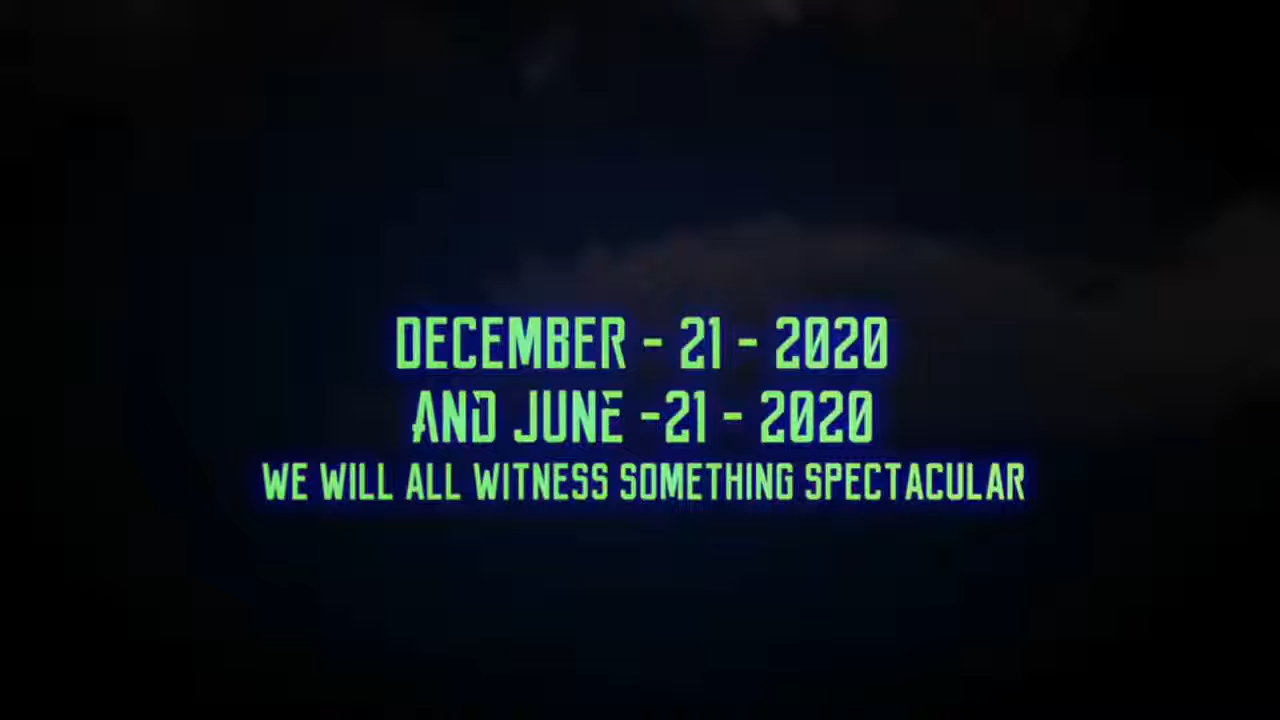 DECEMBER - 21 - 2020
AND JUNE -21 - 2020
WE WILL ALL WITNESS SOMETHING SPECTACULAR